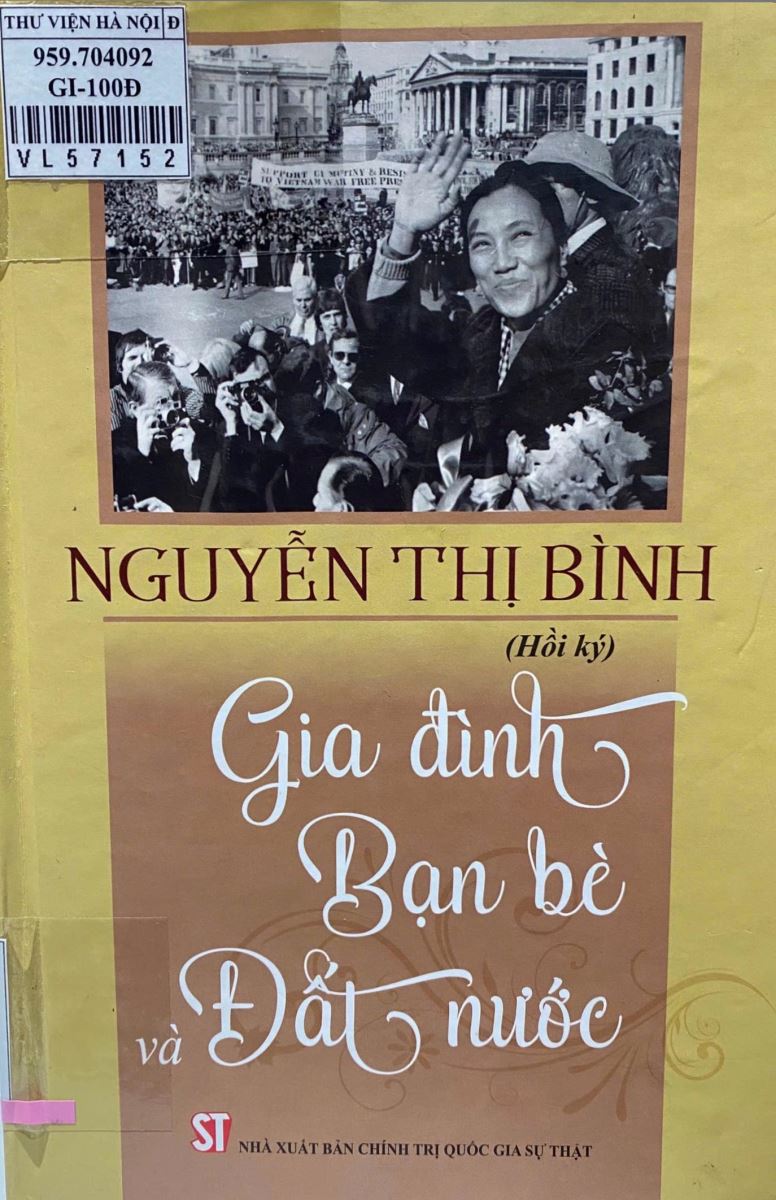 THƯ VIỆN HÀ NỘI Đ
959.704092
GI-100Đ
VL57152
SUPPORT GI MUTINY & RESIS
TO VIETNAM WAR FREE PRES
NGUYỄN THỊ BÌNH
(Hồi ký)
Gia đình
Bạn bè
và Đất nước
ST NHÀ XUẤT BẢN CHÍNH TRỊ QUỐC GIA SỰ THẬT